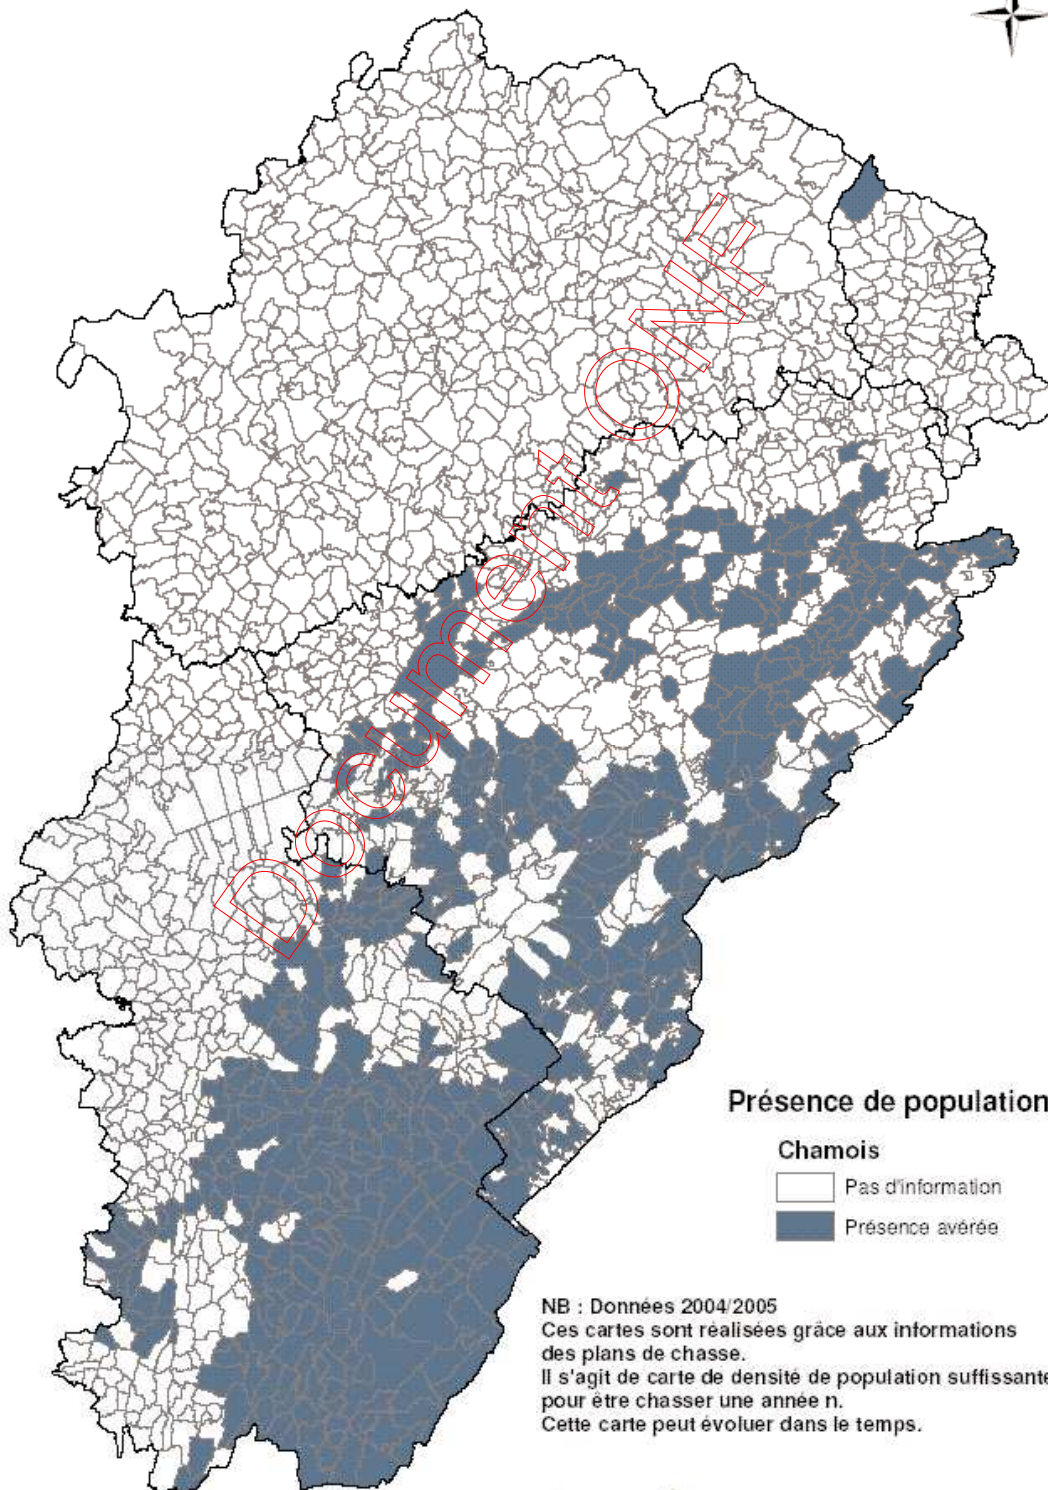 Document ONF
Présence de population
Chamois
Pas d'information
Présence avérée
NB : Données 2004/2005
Ces cartes sont réalisées grâce aux informations
des plans de chasse.
Il s'agit de carte de densité de population suffissante
pour être chasser une année n.
Cette carte peut évoluer dans le temps.